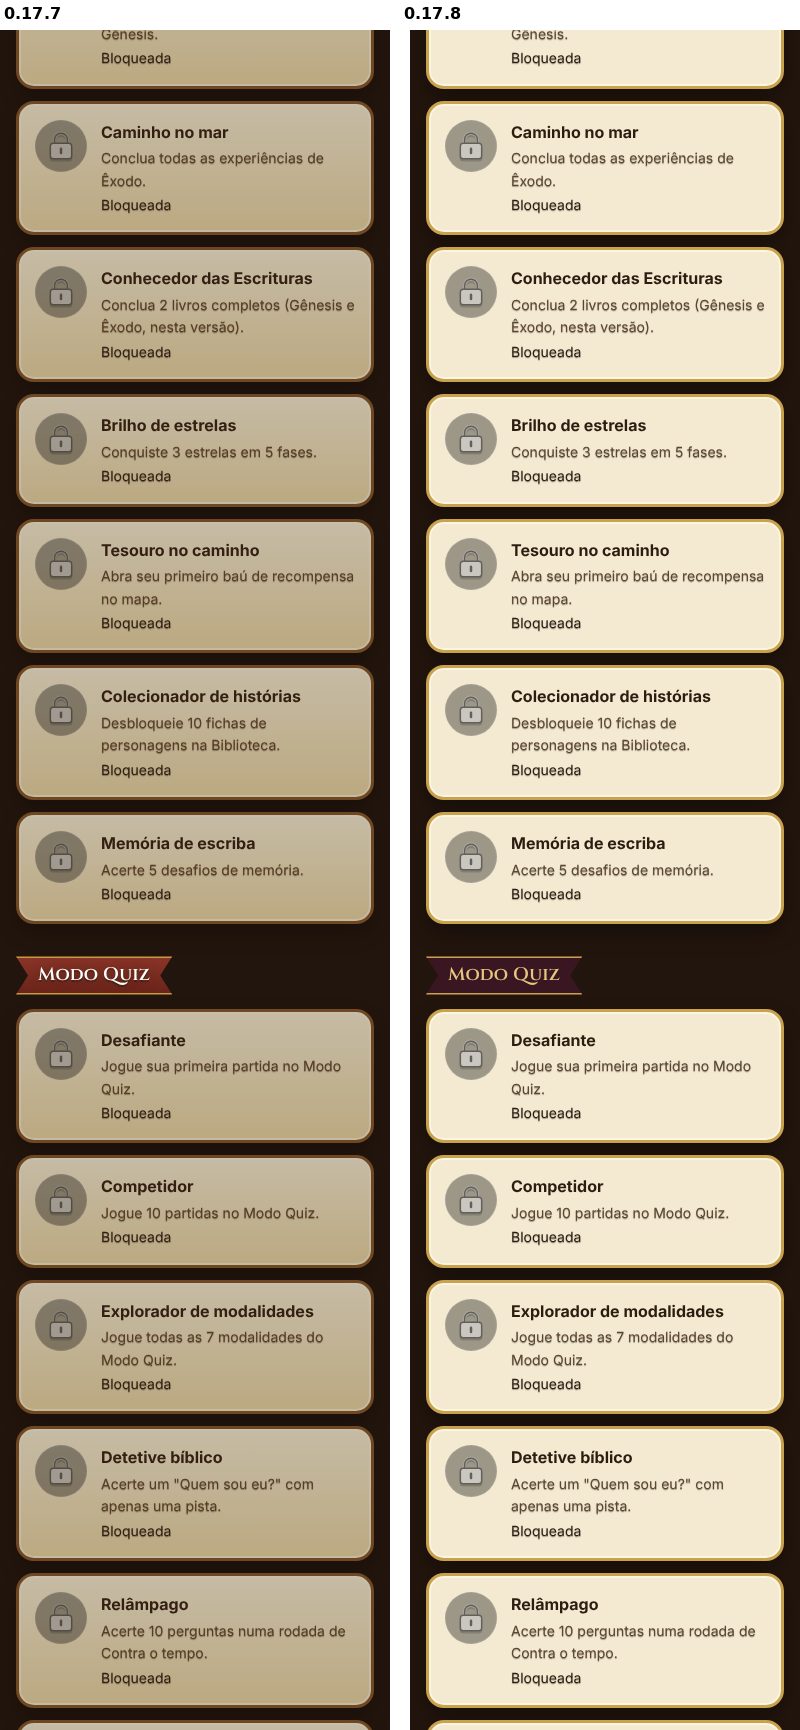 0.17.7
Gênesis.
Bloqueada
Caminho no mar
Conclua todas as experiências de
Êxodo.
Bloqueada
Conhecedor das Escrituras
Conclua 2 livros completos (Gênesis e
Êxodo, nesta versão).
Bloqueada
Brilho de estrelas
Conquiste 3 estrelas em 5 fases.
Bloqueada
Tesouro no caminho
Abra seu primeiro baú de recompensa
no mapa.
Bloqueada
Colecionador de histórias
Desbloqueie 10 fichas de
personagens na Biblioteca.
Bloqueada
Memória de escriba
Acerte 5 desafios de memória.
Bloqueada
Modo Quiz
Desafiante
Jogue sua primeira partida no Modo
Quiz.
Bloqueada
Competidor
Jogue 10 partidas no Modo Quiz.
Bloqueada
Explorador de modalidades
Jogue todas as 7 modalidades do
Modo Quiz.
Bloqueada
Detetive bíblico
Acerte um "Quem sou eu?" com
apenas uma pista.
Bloqueada
Relâmpago
Acerte 10 perguntas numa rodada de
Contra o tempo.
Bloqueada
0.17.8
Gênesis.
Bloqueada
Caminho no mar
Conclua todas as experiências de
Êxodo.
Bloqueada
Conhecedor das Escrituras
Conclua 2 livros completos (Gênesis e
Êxodo, nesta versão).
Bloqueada
Brilho de estrelas
Conquiste 3 estrelas em 5 fases.
Bloqueada
Tesouro no caminho
Abra seu primeiro baú de recompensa
no mapa.
Bloqueada
Colecionador de histórias
Desbloqueie 10 fichas de
personagens na Biblioteca.
Bloqueada
Memória de escriba
Acerte 5 desafios de memória.
Bloqueada
Modo Quiz
Desafiante
Jogue sua primeira partida no Modo
Quiz.
Bloqueada
Competidor
Jogue 10 partidas no Modo Quiz.
Bloqueada
Explorador de modalidades
Jogue todas as 7 modalidades do
Modo Quiz.
Bloqueada
Detetive bíblico
Acerte um "Quem sou eu?" com
apenas uma pista.
Bloqueada
Relâmpago
Acerte 10 perguntas numa rodada de
Contra o tempo.
Bloqueada